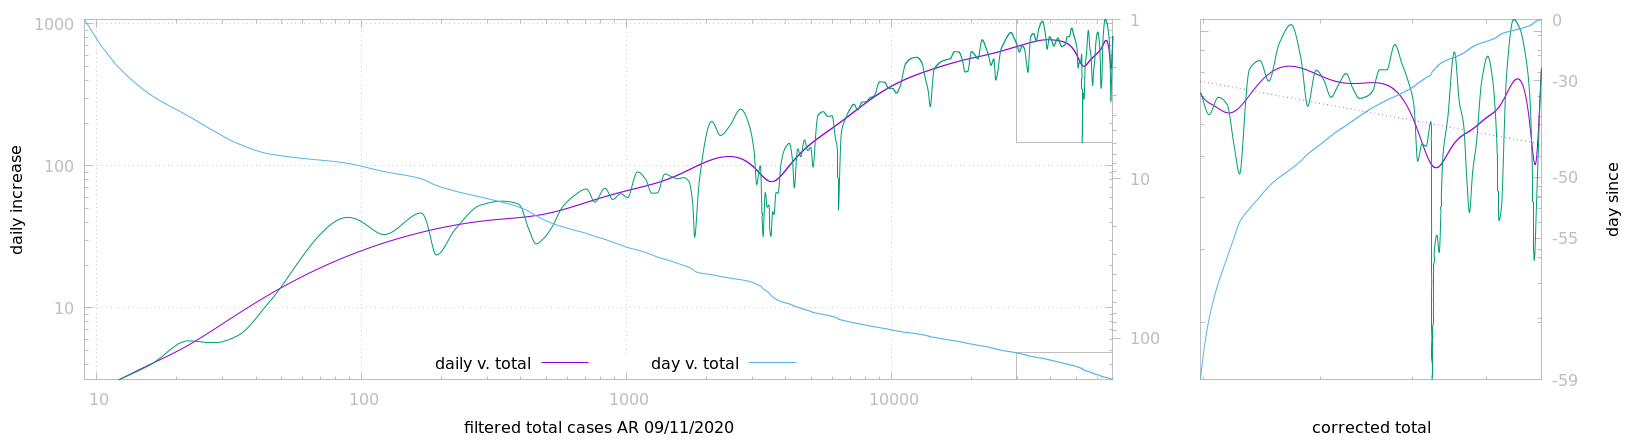 1000
100
10
daily increase
10
100
1000
10000
filtered total cases AR 09/11/2020
daily v. total
day v. total
1
10
100
0
-30
-50
-55
-59
day since
corrected total